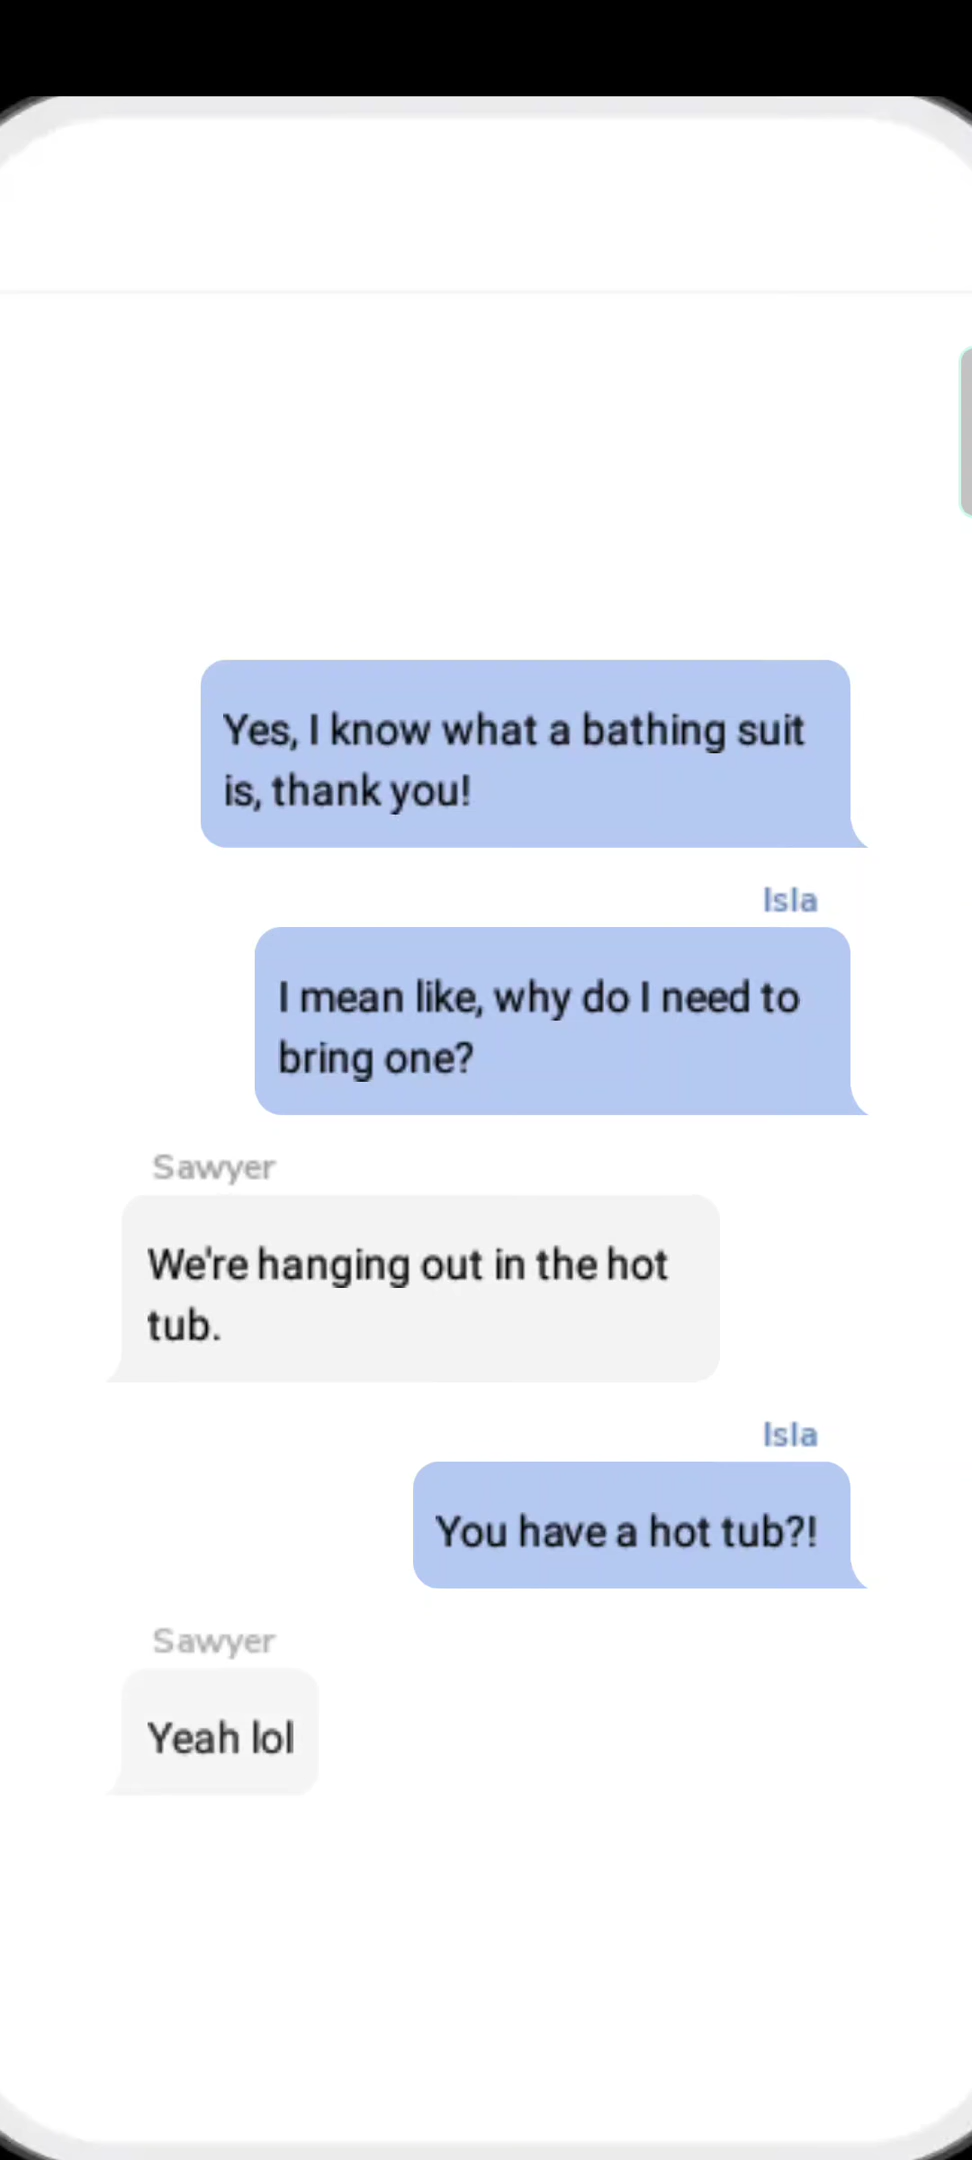 Yes, I know what a bathing suit
is, thank you!
Isla
I mean like, why do I need to
bring one?
Sawyer
We're hanging out in the hot
tub.
Isla
You have a hot tub?!
Sawyer
Yeah lol